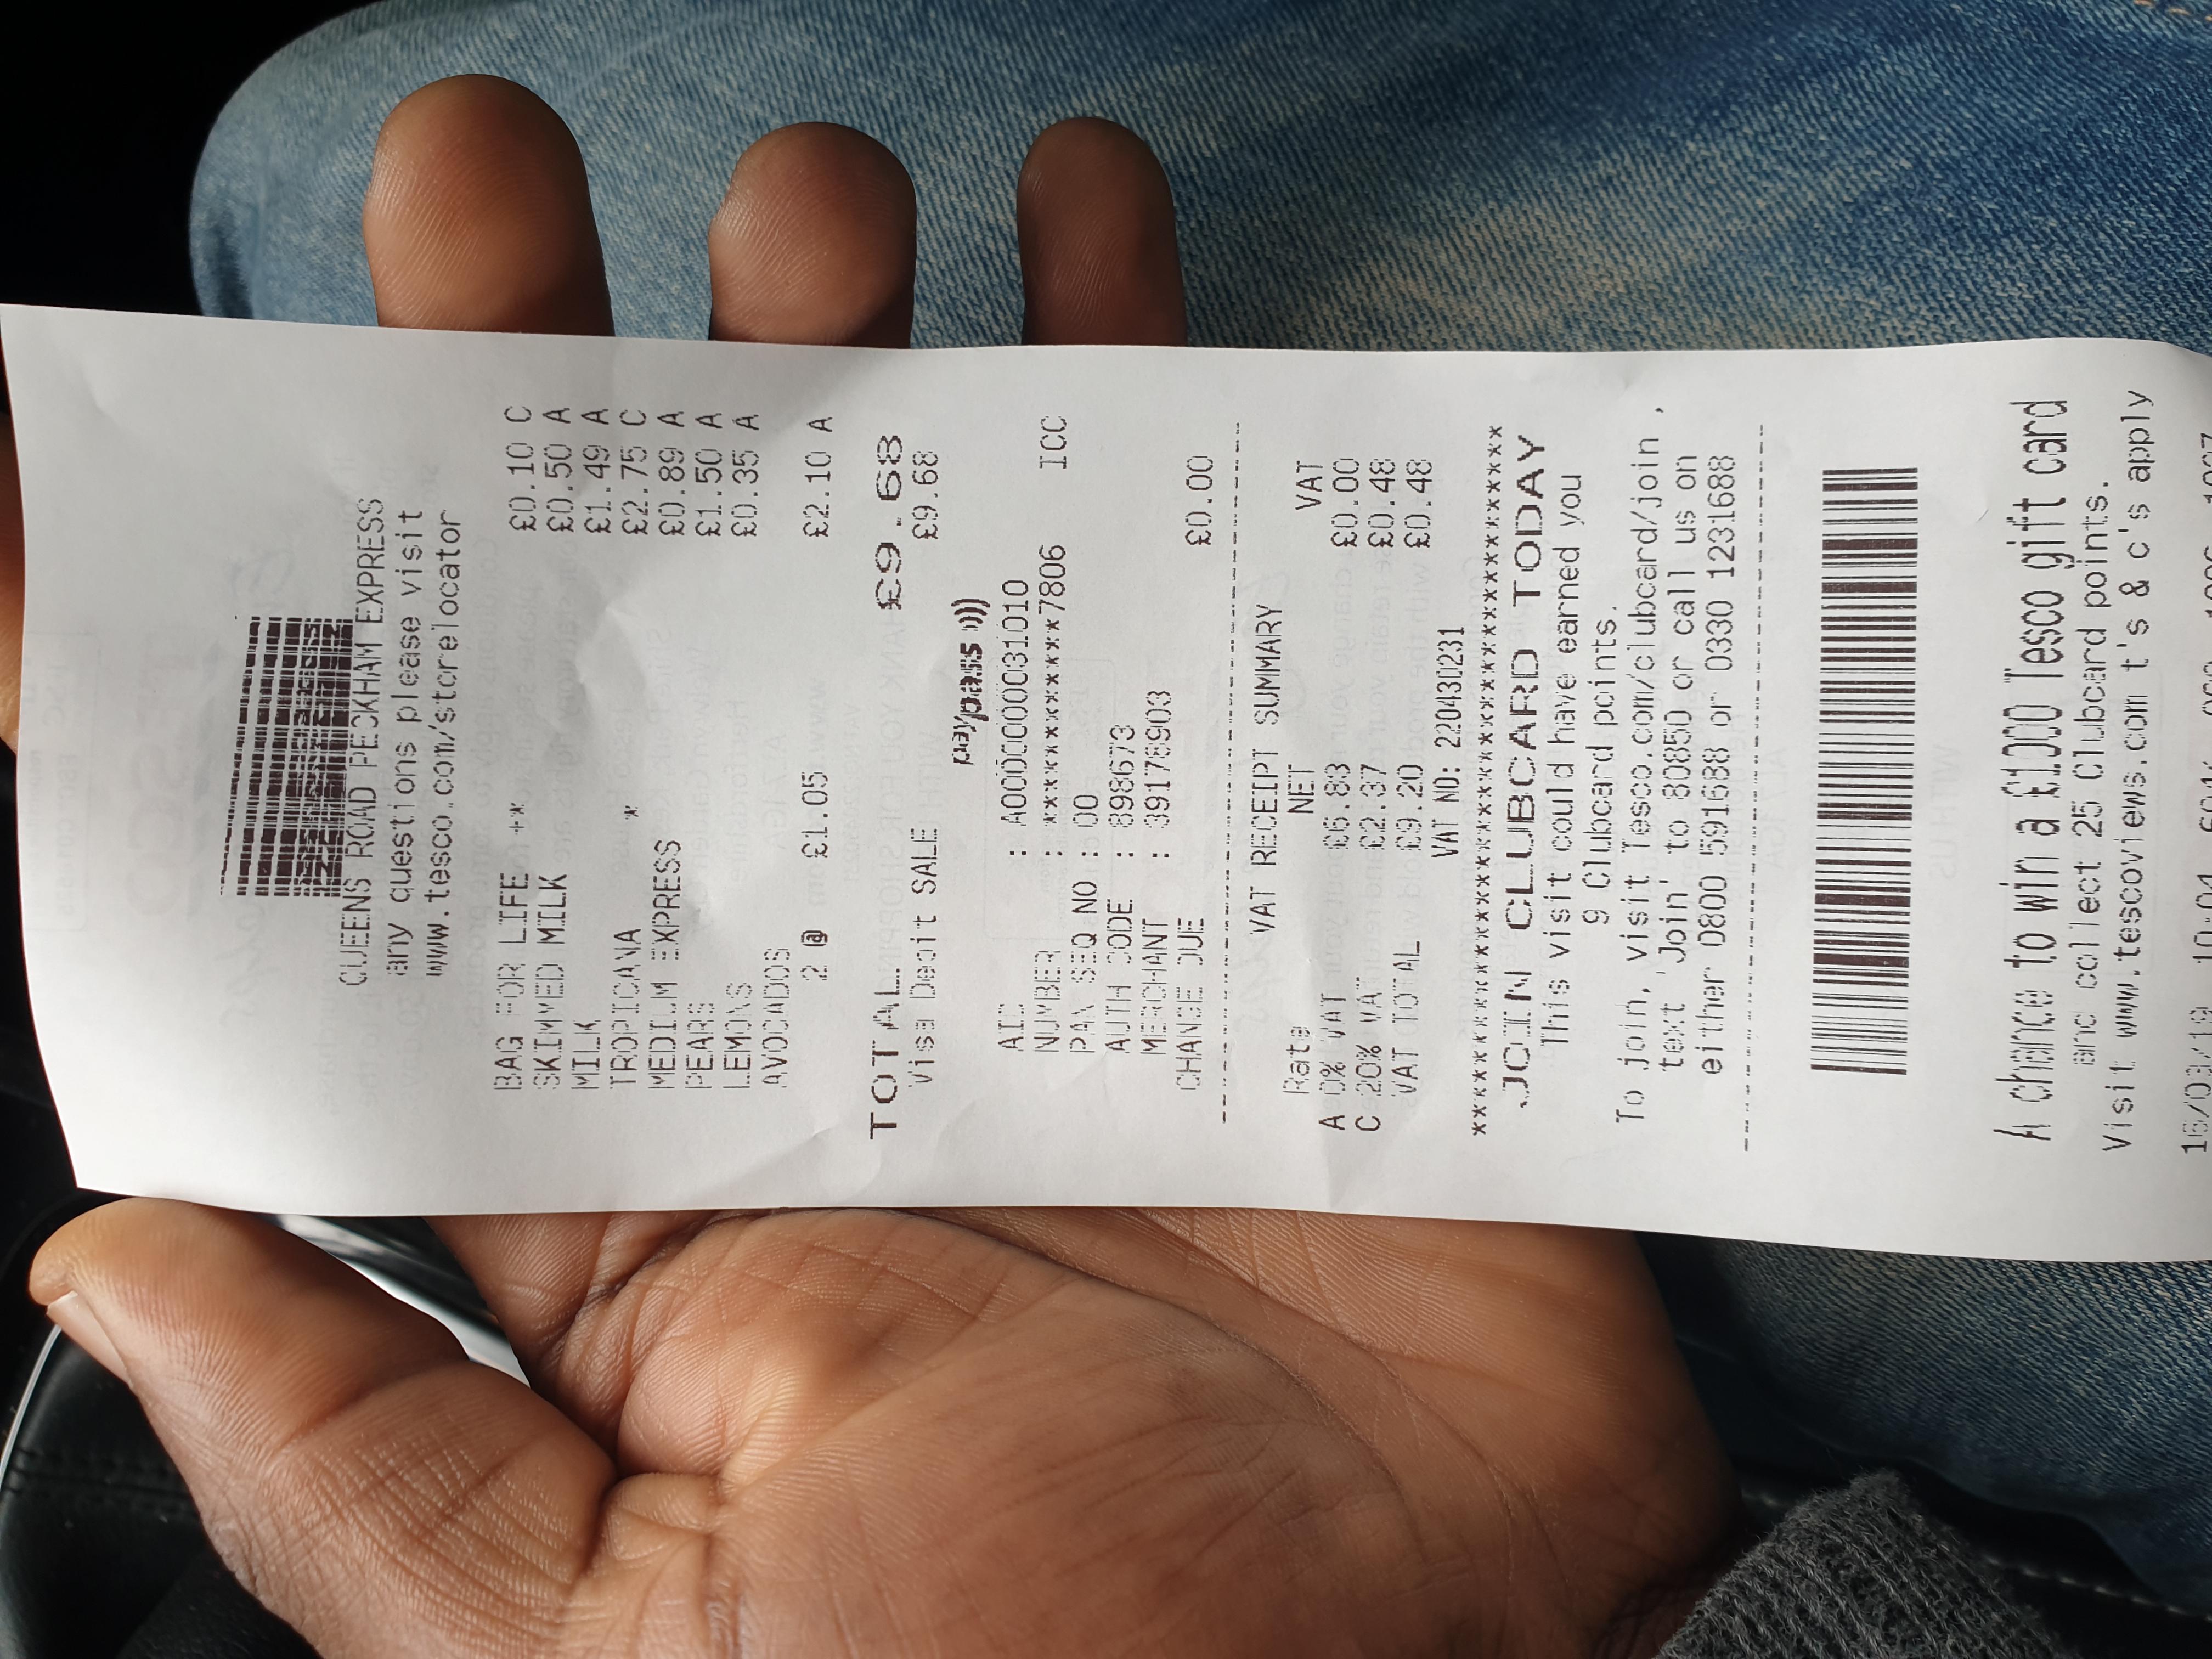 QUEENS ROAD PECKHAM EXPRESS
any questions please visit
www.tesco.com/storelocator
BAG FOR LIFE +* £0.10 C
SKIMMED MILK £0.50 A
MILK £1.49 A
TROPICANA * £2.75 C
MEDIUM EXPRESS £0.89 A
PEARS £1.50 A
LEMONS £0.35 A
AVOCADOS
2 @ £1.05 £2.10 A
TOTAL £9.68
Visa Debit SALE £9.68
paypass
AID : A0000000031010
NUMBER : ************7806 ICC
PAN SEQ NO : 00
AUTH CODE : 898673
MERCHANT : 39178903
CHANGE DUE £0.00
VAT RECEIPT SUMMARY
Rate NET VAT
A 0% VAT £6.83 £0.00
C 20% VAT £2.37 £0.48
VAT TOTAL £9.20 £0.48
VAT NO: 220430231
******************************************
JOIN CLUBCARD TODAY
This visit could have earned you
9 Clubcard points.
To join, visit Tesco.com/clubcard/join ,
text 'Join' to 80850 or call us on
either 0800 591688 or 0330 1231688
A chance to win a £1000 Tesco gift card
and collect 25 Clubcard points.
Visit www.tescoviews.com t's & c's apply